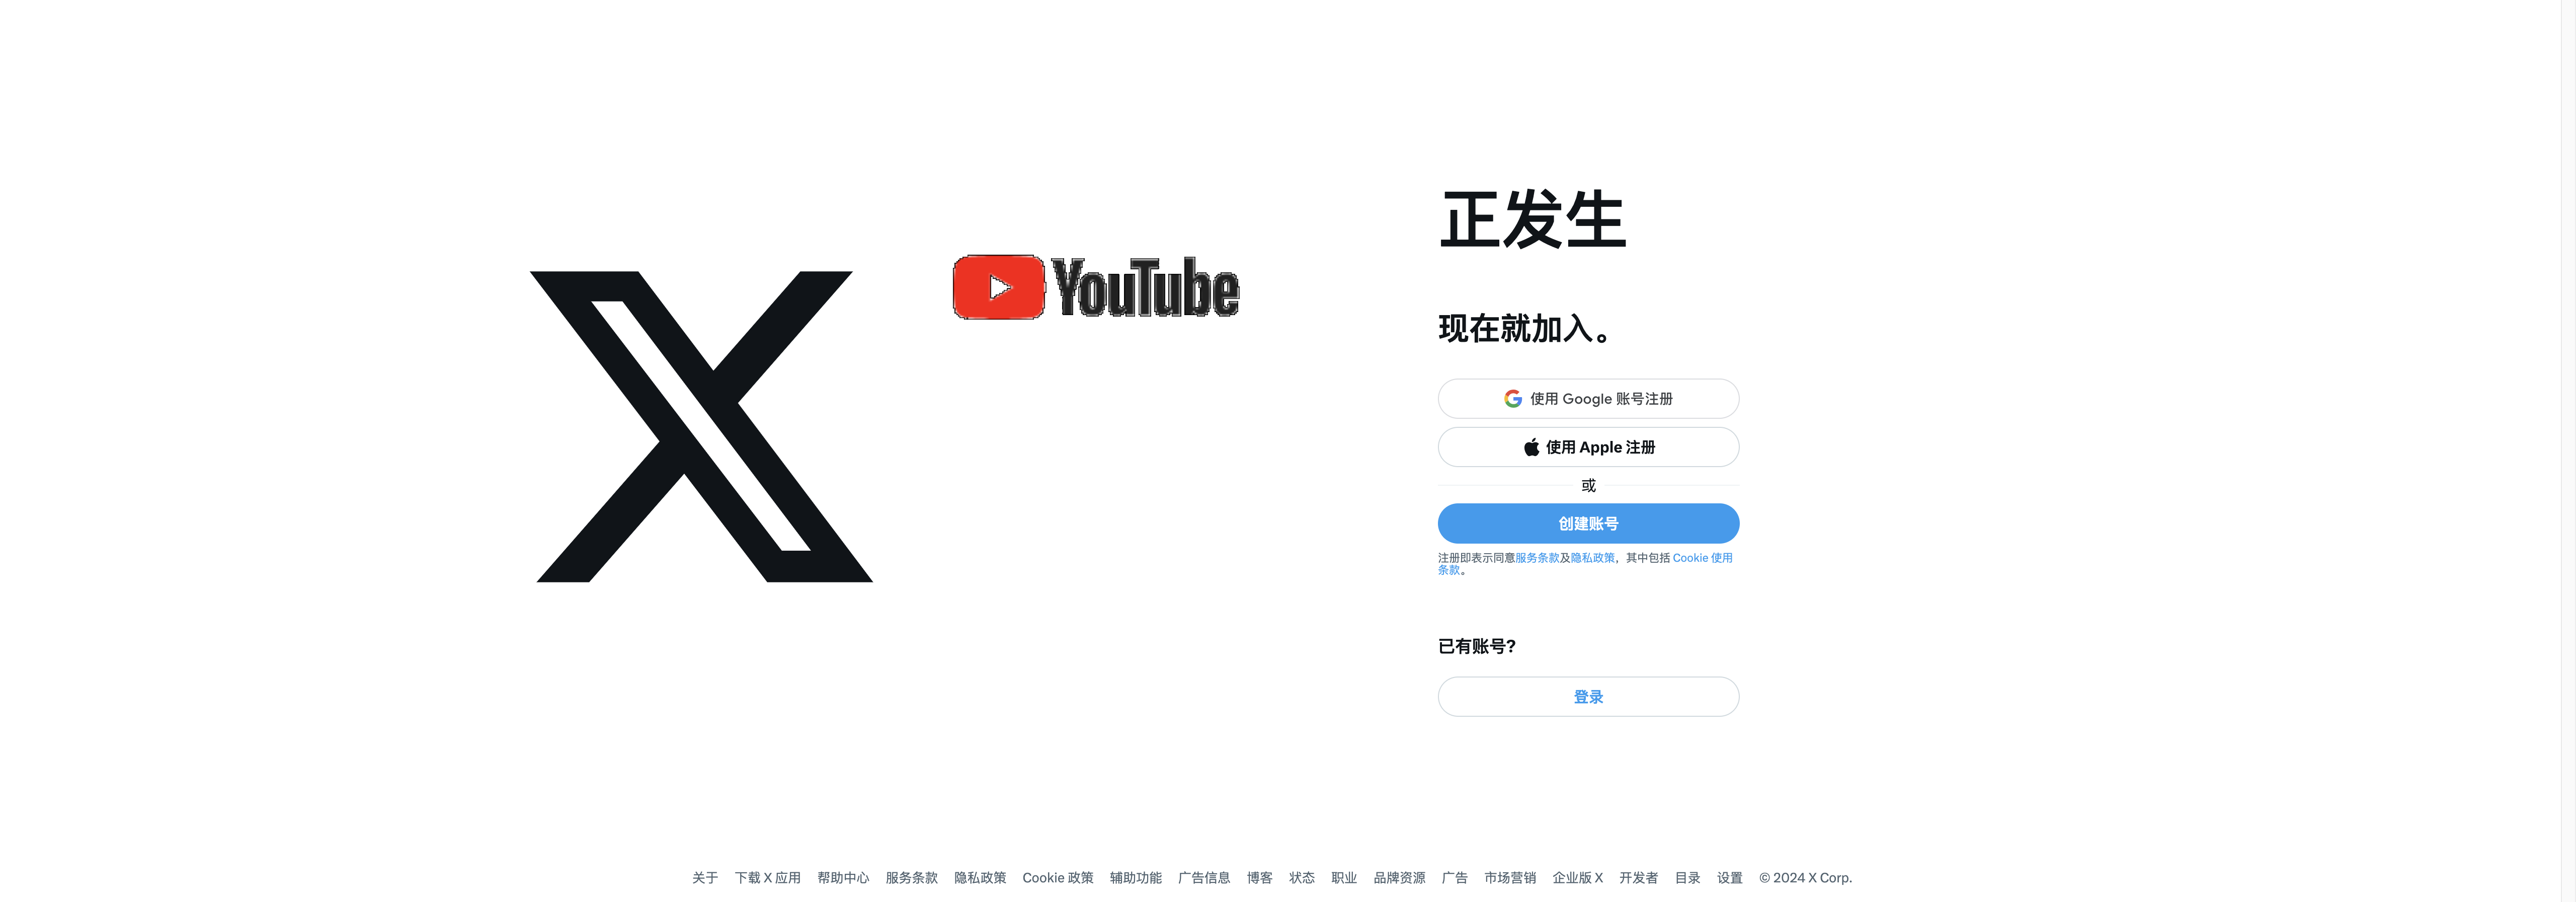 YouTube
正发生
现在就加入。
使用 Google 账号注册
使用 Apple 注册
或
创建账号
注册即表示同意服务条款及隐私政策，其中包括 Cookie 使用
条款。
已有账号?
登录
关于 下载 X 应用 帮助中心 服务条款 隐私政策 Cookie 政策 辅助功能 广告信息 博客 状态 职业 品牌资源 广告 市场营销 企业版 X 开发者 目录 设置 © 2024 X Corp.